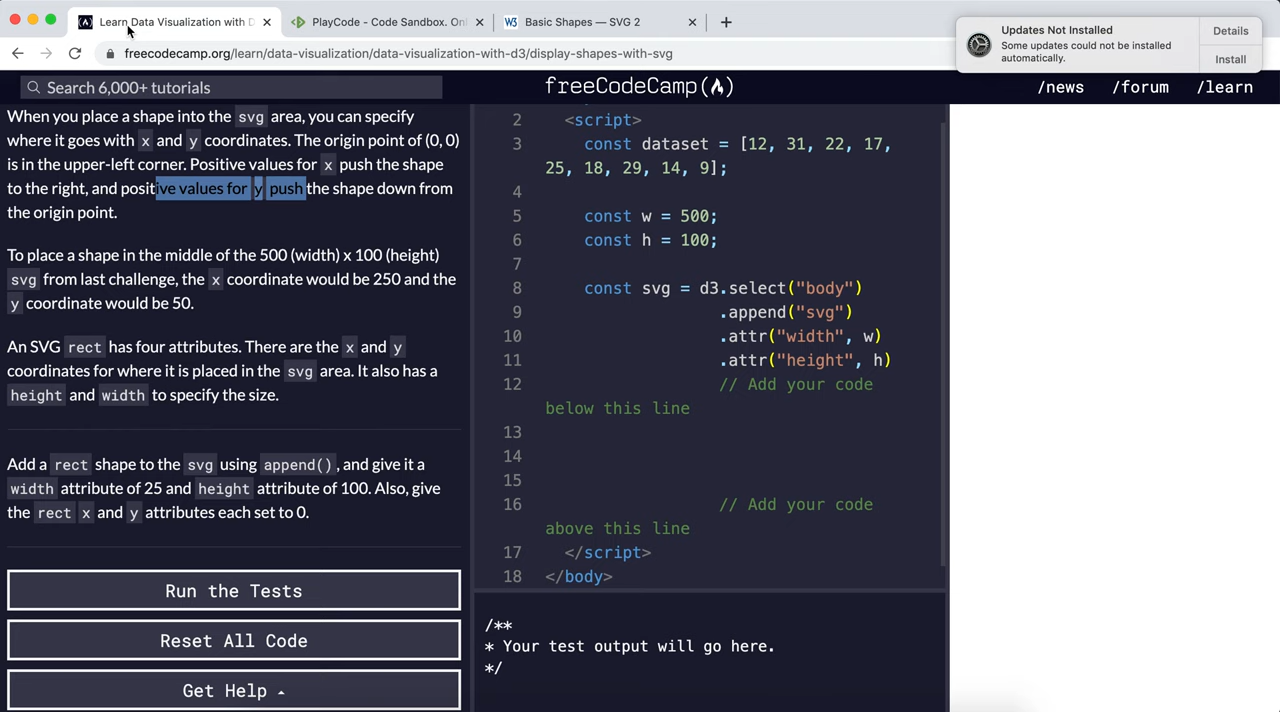 Learn Data Visualization with D
PlayCode - Code Sandbox. Onl
W3 Basic Shapes — SVG 2
Updates Not Installed
Some updates could not be installed
automatically.
Details
Install
freecodecamp.org/learn/data-visualization/data-visualization-with-d3/display-shapes-with-svg
Search 6,000+ tutorials
freeCodeCamp
/news
/forum
/learn
When you place a shape into the svg area, you can specify
where it goes with x and y coordinates. The origin point of (0, 0)
is in the upper-left corner. Positive values for x push the shape
to the right, and positive values for y push the shape down from
the origin point.
To place a shape in the middle of the 500 (width) x 100 (height)
svg from last challenge, the x coordinate would be 250 and the
y coordinate would be 50.
An SVG rect has four attributes. There are the x and y
coordinates for where it is placed in the svg area. It also has a
height and width to specify the size.
Add a rect shape to the svg using append(), and give it a
width attribute of 25 and height attribute of 100. Also, give
the rect x and y attributes each set to 0.
Run the Tests
Reset All Code
Get Help
2 <script>
3 const dataset = [12, 31, 22, 17,
25, 18, 29, 14, 9];
4
5 const w = 500;
6 const h = 100;
7
8 const svg = d3.select("body")
9 .append("svg")
10 .attr("width", w)
11 .attr("height", h)
12 // Add your code
below this line
13
14
15
16 // Add your code
above this line
17 </script>
18 </body>
/**
* Your test output will go here.
*/